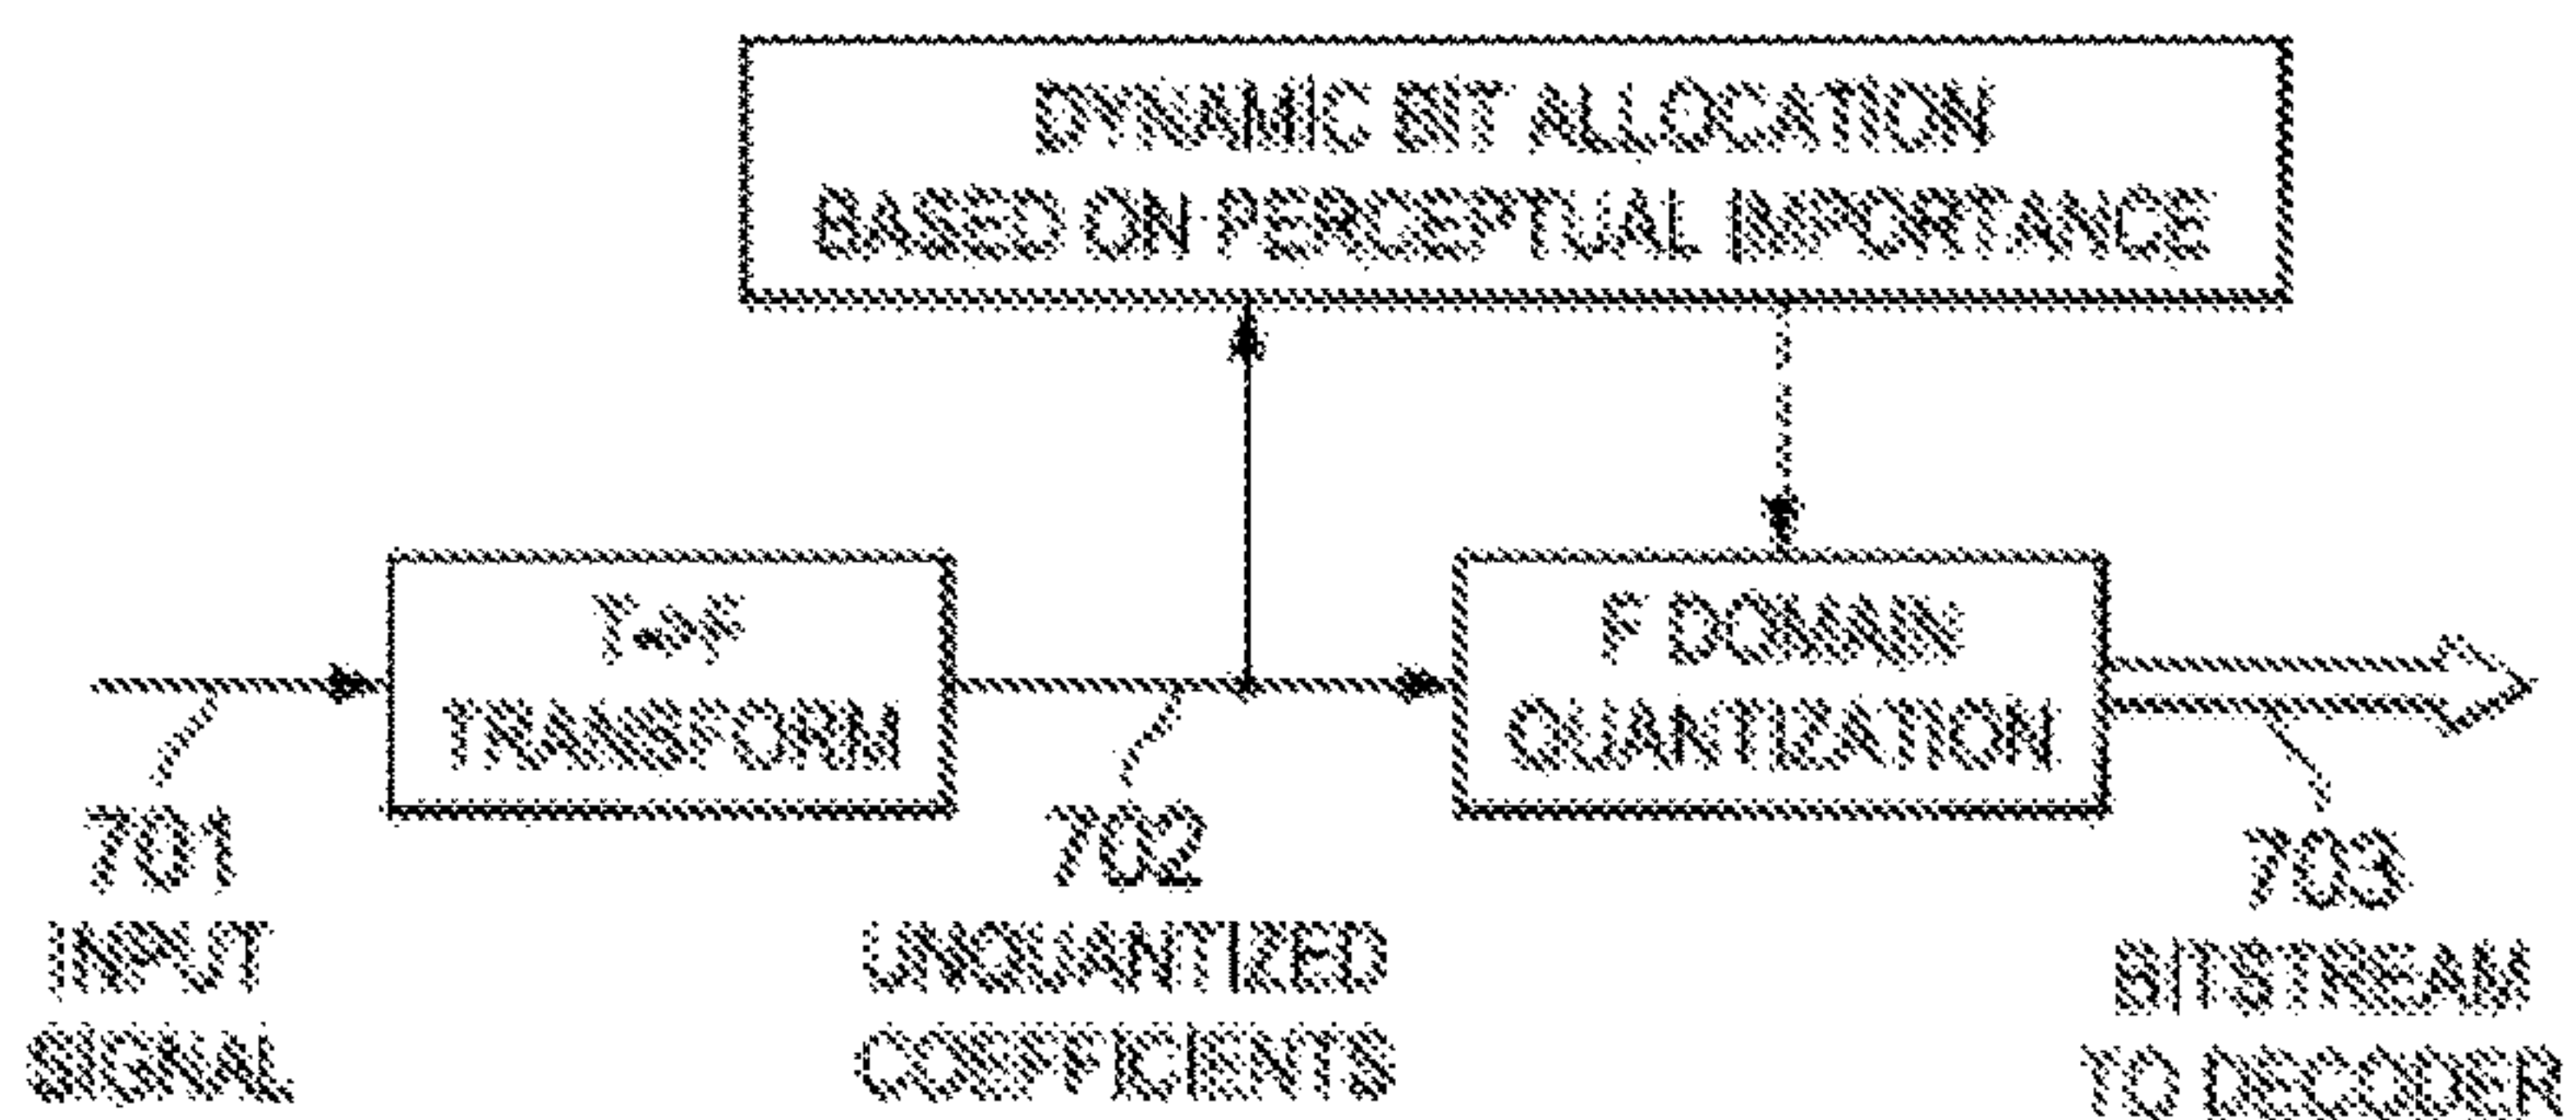 DYNAMIC BIT ALLOCATION
BASED ON PERCEPTUAL IMPORTANCE
T→F
TRANSFORM
F DOMAIN
QUANTIZATION
701
INPUT
SIGNAL
702
UNQUANTIZED
COEFFICIENTS
703
BITSTREAM
TO DECODER